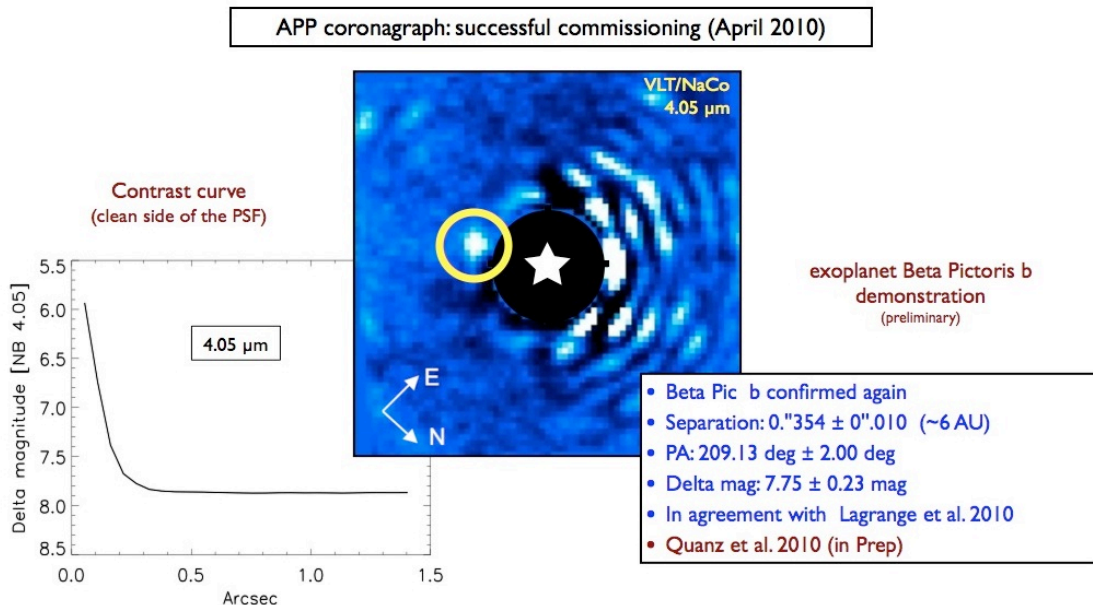 APP coronagraph: successful commissioning (April 2010)
VLT/NaCo
4.05 µm
Contrast curve
(clean side of the PSF)
5.5
6.0
6.5
7.0
7.5
8.0
8.5
Delta magnitude [NB 4.05]
4.05 µm
0.0
0.5
1.0
1.5
Arcsec
E
N
exoplanet Beta Pictoris b
demonstration
(preliminary)
• Beta Pic b confirmed again
• Separation: 0."354 ± 0".010 (~6 AU)
• PA: 209.13 deg ± 2.00 deg
• Delta mag: 7.75 ± 0.23 mag
• In agreement with Lagrange et al. 2010
• Quanz et al. 2010 (in Prep)